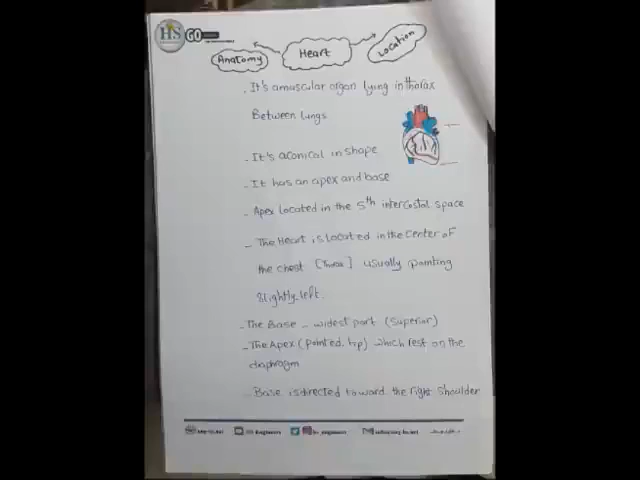 HS
GO
Anatomy
Heart
Location
. It's a muscular organ lying in thorax
Between lungs
. It's a conical in shape
- It has an apex and base
- Apex Located in the 5th intercostal space
- The Heart is Located in the center of
the chest [Thorax] usually pointing
slightly left.
- The Base - widest part (superior)
- The Apex (pointed tip) which rest on the
diaphragm
- Base is directed toward the right shoulder